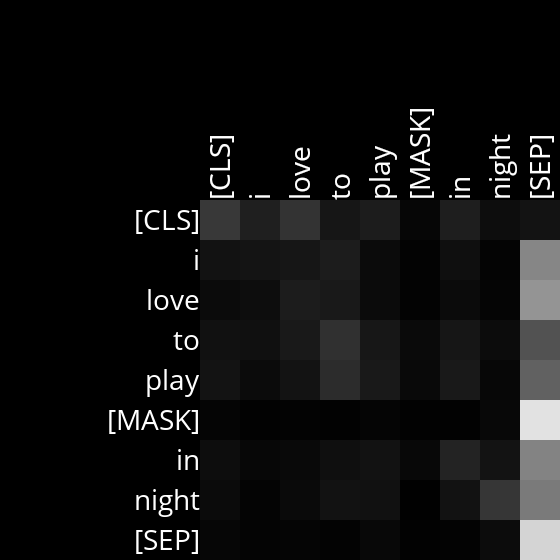 [CLS] i love to play [MASK] in night [SEP]
[CLS]
i
love
to
play
[MASK]
in
night
[SEP]